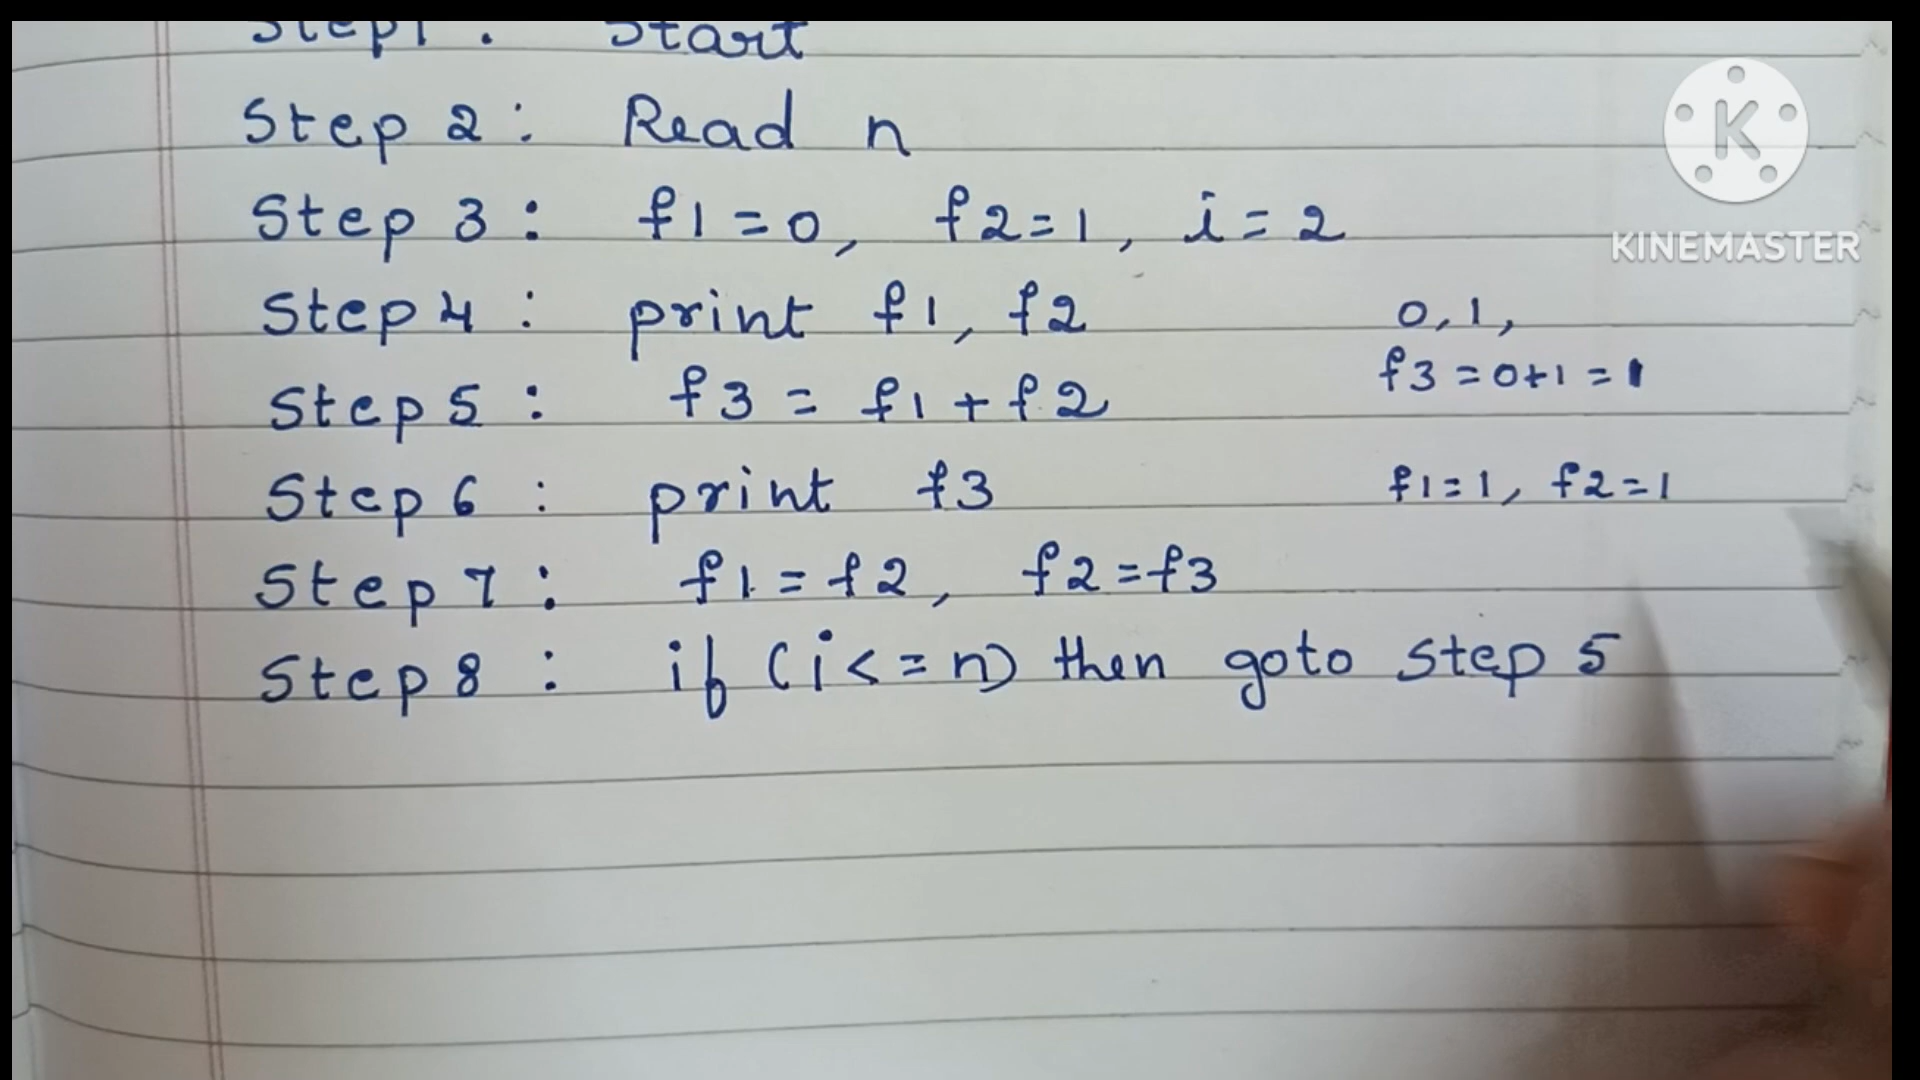 Step1: Start
Step 2: Read n
K
Step 3: f1=0, f2=1, i=2
KINEMASTER
Step 4: print f1, f2
0, 1,
Step 5: f3 = f1+f2
f3 = 0+1 = 1
Step 6: print f3
f1=1, f2=1
Step 7: f1=f2, f2=f3
Step 8: if (i<=n) then goto step 5